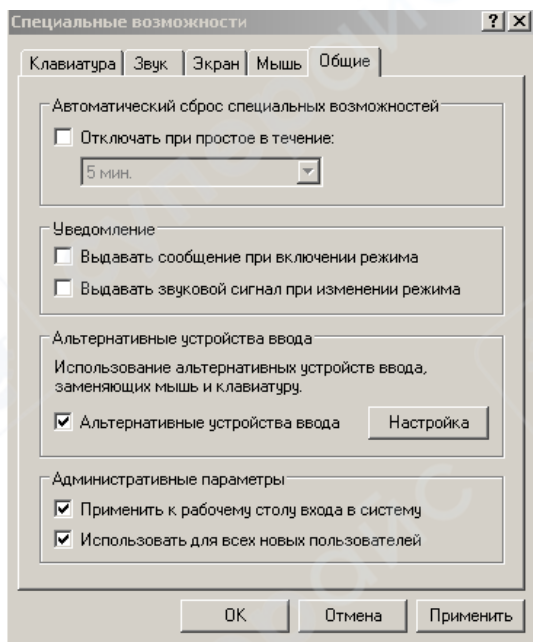 Специальные возможности
Клавиатура Звук Экран Мышь Общие
Автоматический сброс специальных возможностей
Отключать при простое в течение:
5 мин.
Уведомление
Выдавать сообщение при включении режима
Выдавать звуковой сигнал при изменении режима
Альтернативные устройства ввода
Использование альтернативных устройств ввода,
заменяющих мышь и клавиатуру.
Альтернативные устройства ввода Настройка
Административные параметры
Применить к рабочему столу входа в систему
Использовать для всех новых пользователей
OK Отмена Применить